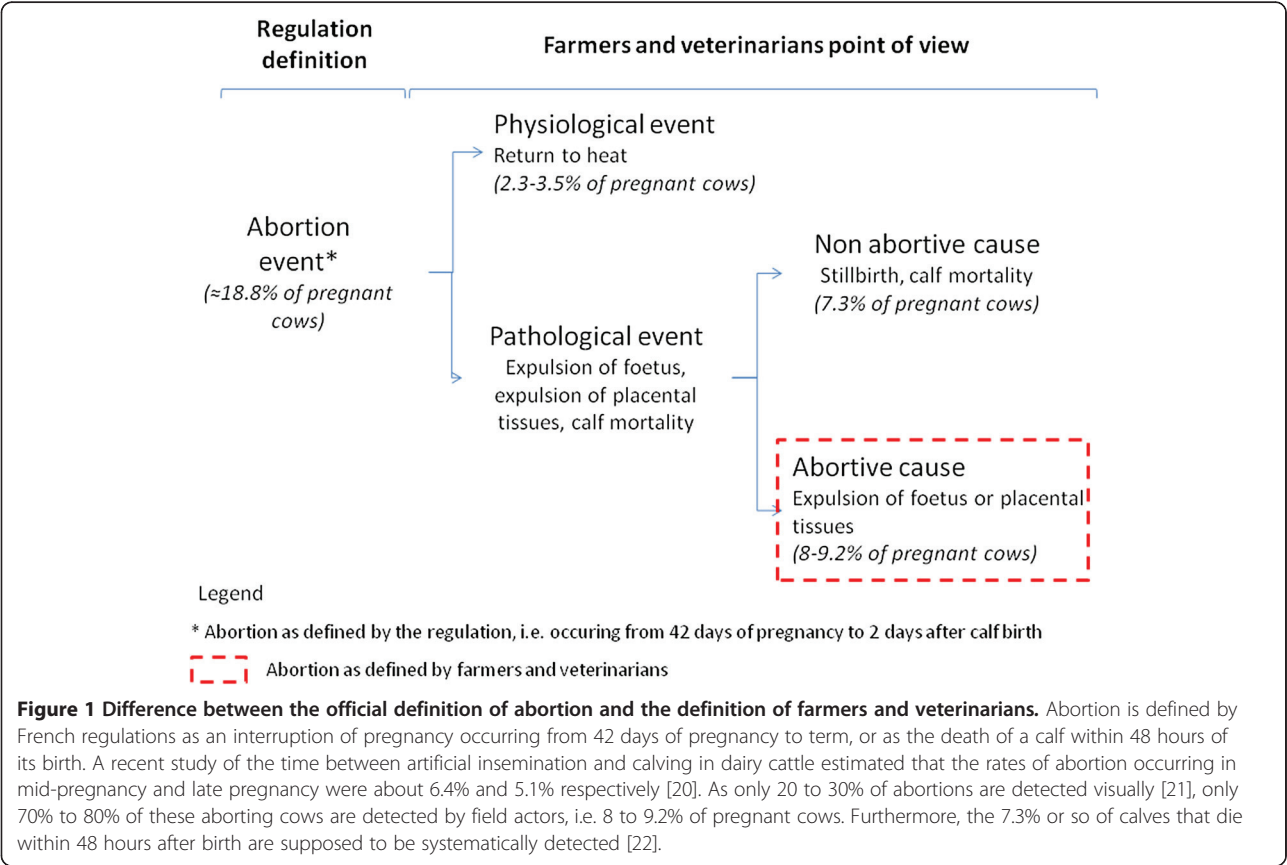 Regulation
definition
Farmers and veterinarians point of view
Physiological event
Return to heat
(2.3-3.5% of pregnant cows)
Abortion
event*
(≈18.8% of pregnant
cows)
Non abortive cause
Stillbirth, calf mortality
(7.3% of pregnant cows)
Pathological event
Expulsion of foetus,
expulsion of placental
tissues, calf mortality
Abortive cause
Expulsion of foetus or placental
tissues
(8-9.2% of pregnant cows)
Legend
* Abortion as defined by the regulation, i.e. occuring from 42 days of pregnancy to 2 days after calf birth
Abortion as defined by farmers and veterinarians
Figure 1 Difference between the official definition of abortion and the definition of farmers and veterinarians. Abortion is defined by
French regulations as an interruption of pregnancy occurring from 42 days of pregnancy to term, or as the death of a calf within 48 hours of
its birth. A recent study of the time between artificial insemination and calving in dairy cattle estimated that the rates of abortion occurring in
mid-pregnancy and late pregnancy were about 6.4% and 5.1% respectively [20]. As only 20 to 30% of abortions are detected visually [21], only
70% to 80% of these aborting cows are detected by field actors, i.e. 8 to 9.2% of pregnant cows. Furthermore, the 7.3% or so of calves that die
within 48 hours after birth are supposed to be systematically detected [22].